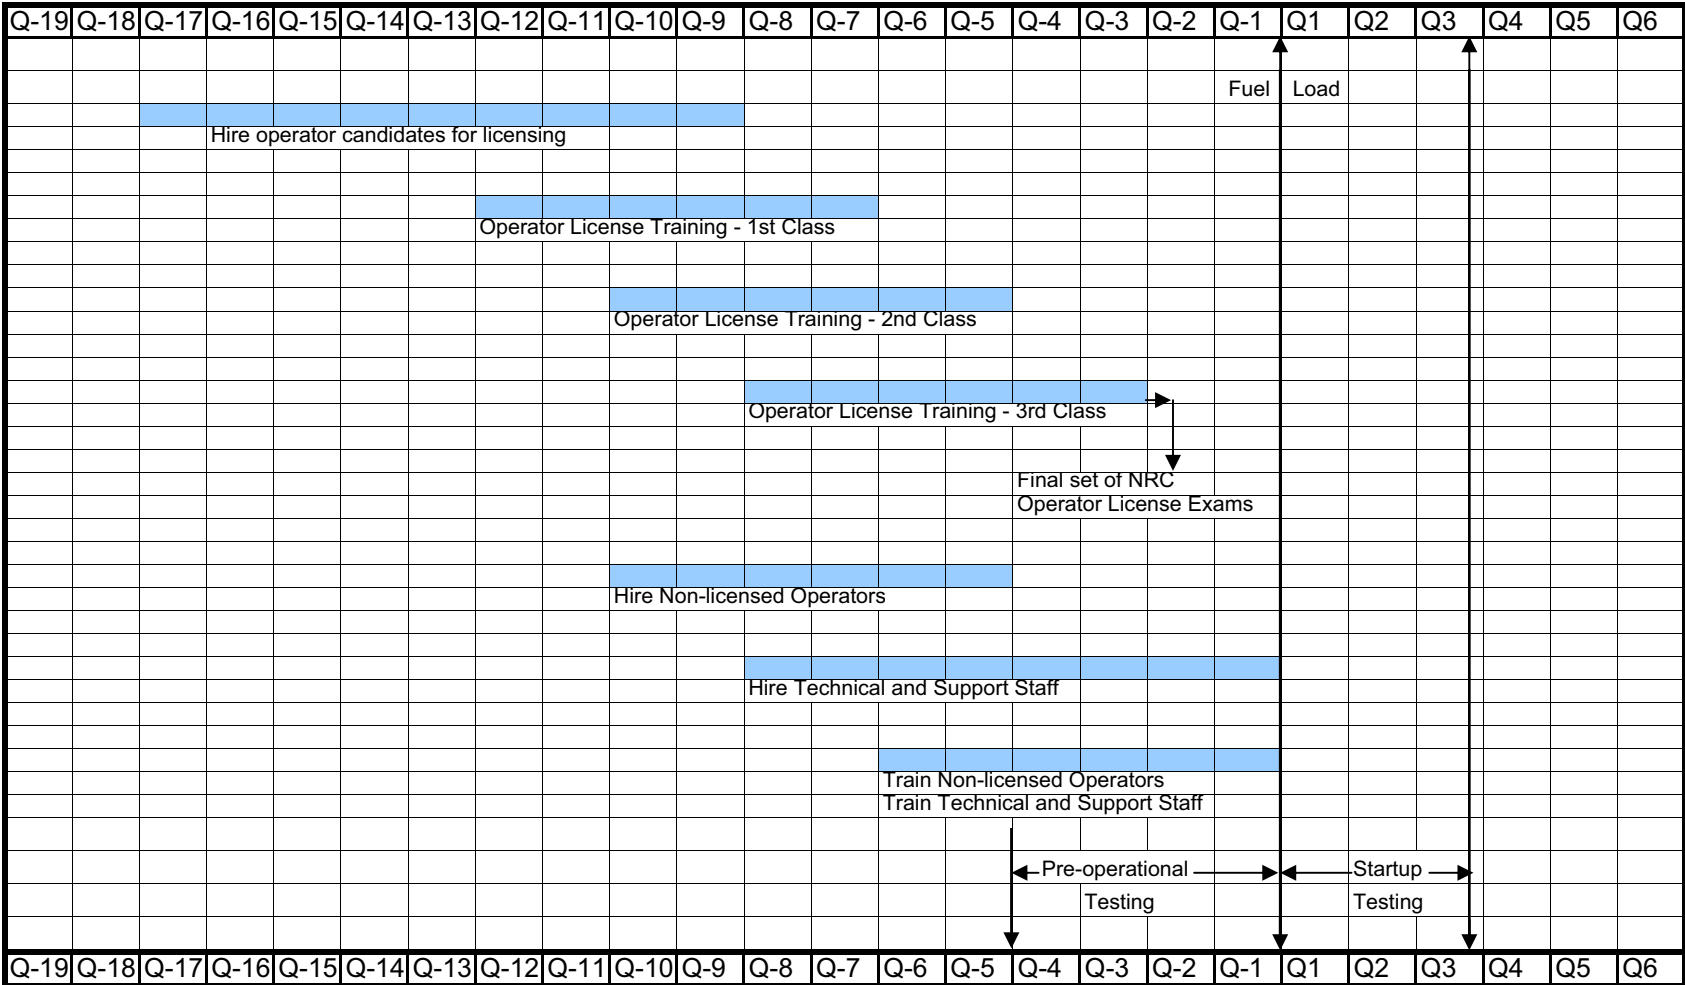 Q-19 Q-18 Q-17 Q-16 Q-15 Q-14 Q-13 Q-12 Q-11 Q-10 Q-9 Q-8 Q-7 Q-6 Q-5 Q-4 Q-3 Q-2 Q-1 Q1 Q2 Q3 Q4 Q5 Q6
Fuel Load
Hire operator candidates for licensing
Operator License Training - 1st Class
Operator License Training - 2nd Class
Operator License Training - 3rd Class
Final set of NRC
Operator License Exams
Hire Non-licensed Operators
Hire Technical and Support Staff
Train Non-licensed Operators
Train Technical and Support Staff
Pre-operational Startup
Testing Testing
Q-19 Q-18 Q-17 Q-16 Q-15 Q-14 Q-13 Q-12 Q-11 Q-10 Q-9 Q-8 Q-7 Q-6 Q-5 Q-4 Q-3 Q-2 Q-1 Q1 Q2 Q3 Q4 Q5 Q6